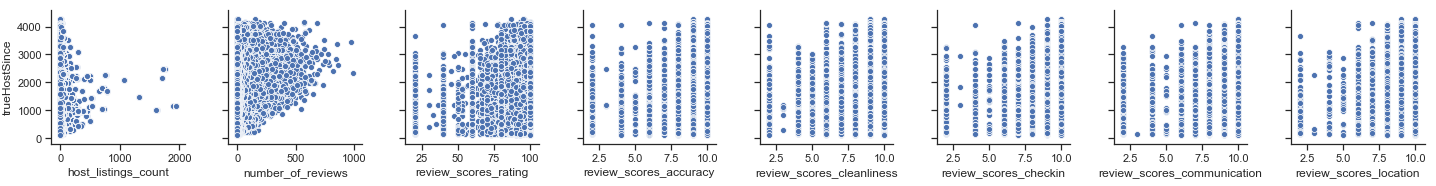 trueHostSince
4000
3000
2000
1000
0
0 1000 2000
host_listings_count
0 500 1000
number_of_reviews
25 50 75 100
review_scores_rating
2.5 5.0 7.5 10.0
review_scores_accuracy
2.5 5.0 7.5 10.0
review_scores_cleanliness
2.5 5.0 7.5 10.0
review_scores_checkin
2.5 5.0 7.5 10.0
review_scores_communication
2.5 5.0 7.5 10.0
review_scores_location